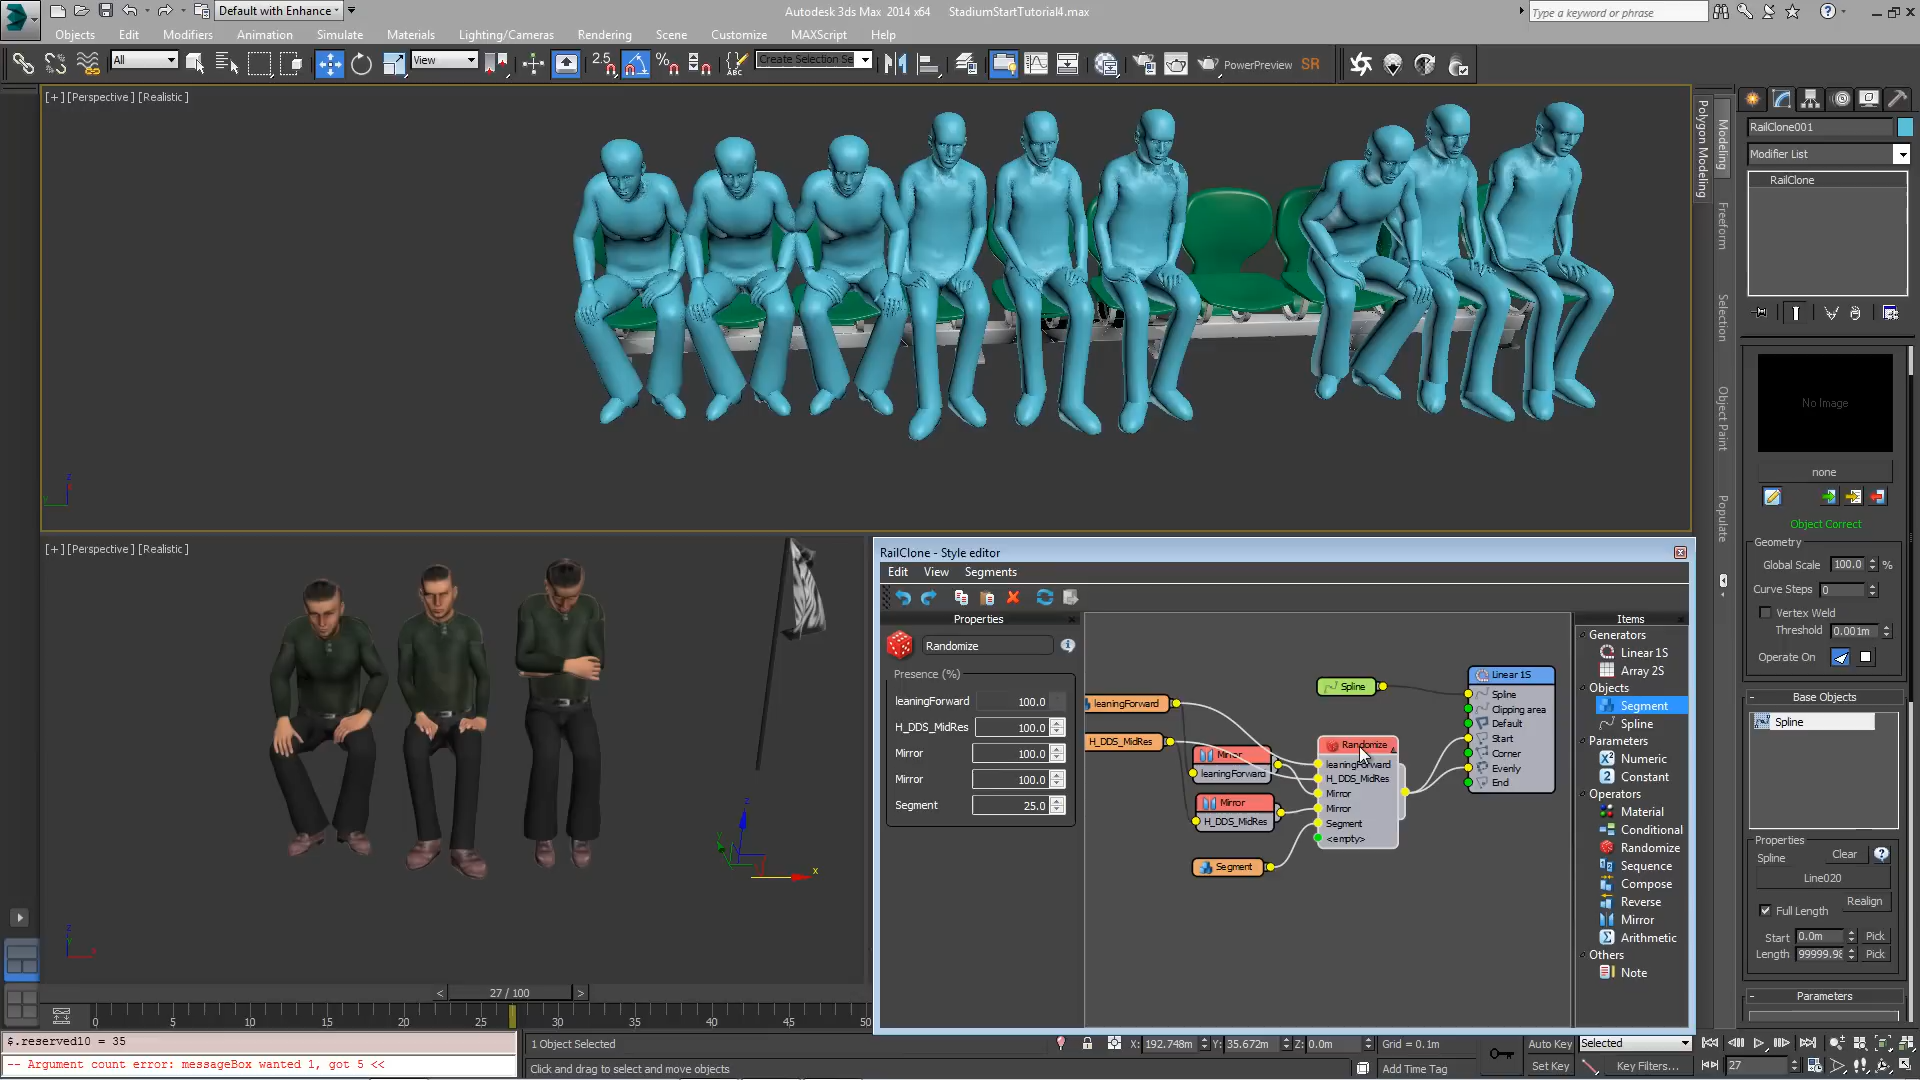 Default with Enhance
Autodesk 3ds Max 2014 x64 StadiumStartTutorial4.max
Type a keyword or phrase
Objects Edit Modifiers Animation Simulate Materials Lighting/Cameras Rendering Scene Customize MAXScript Help
All
View
2.5
Create Selection Se
PowerPreview SR
[+] [Perspective] [Realistic]
Polygon Modeling
Modeling
Freeform
Selection
Object Paint
Populate
RailClone001
Modifier List
RailClone
No Image
none
Object Correct
Geometry
Global Scale 100.0 %
Curve Steps 0
Vertex Weld
Threshold 0.001m
Operate On
- Base Objects
Spline
Properties
Spline Clear
Line020
Full Length Realign
Start 0.0m Pick
Length 99999.98 Pick
- Parameters
[+] [Perspective] [Realistic]
x
z
RailClone - Style editor
Edit View Segments
Properties
Randomize
Presence (%)
leaningForward 100.0
H_DDS_MidRes 100.0
Mirror 100.0
Mirror 100.0
Segment 25.0
leaningForward
H_DDS_MidRes
Mirror
leaningForward
Mirror
H_DDS_MidRes
Segment
Spline
Randomize
leaningForward
H_DDS_MidRes
Mirror
Mirror
Segment
<empty>
Linear 1S
Spline
Clipping area
Default
Start
Corner
Evenly
End
Items
Generators
Linear 1S
Array 2S
Objects
Segment
Spline
Parameters
Numeric
Constant
Operators
Material
Conditional
Randomize
Sequence
Compose
Reverse
Mirror
Arithmetic
Others
Note
< 27 / 100 >
0 5 10 15 20 25 30 35 40 45 50
$.reserved10 = 35
-- Argument count error: messageBox wanted 1, got 5 <<
1 Object Selected
Click and drag to select and move objects
X: 192.748m Y: 35.672m Z: 0.0m Grid = 0.1m
Add Time Tag
Auto Key Selected
Set Key Key Filters...
27